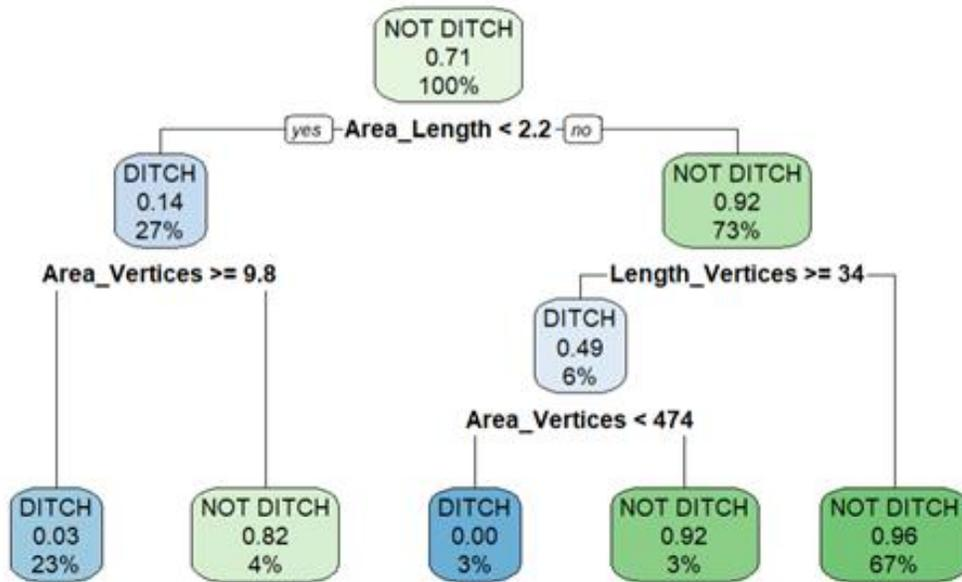 NOT DITCH
0.71
100%
yes Area_Length < 2.2 no
DITCH
0.14
27%
NOT DITCH
0.92
73%
Area_Vertices >= 9.8
Length_Vertices >= 34
DITCH
0.49
6%
Area_Vertices < 474
DITCH
0.03
23%
NOT DITCH
0.82
4%
DITCH
0.00
3%
NOT DITCH
0.92
3%
NOT DITCH
0.96
67%